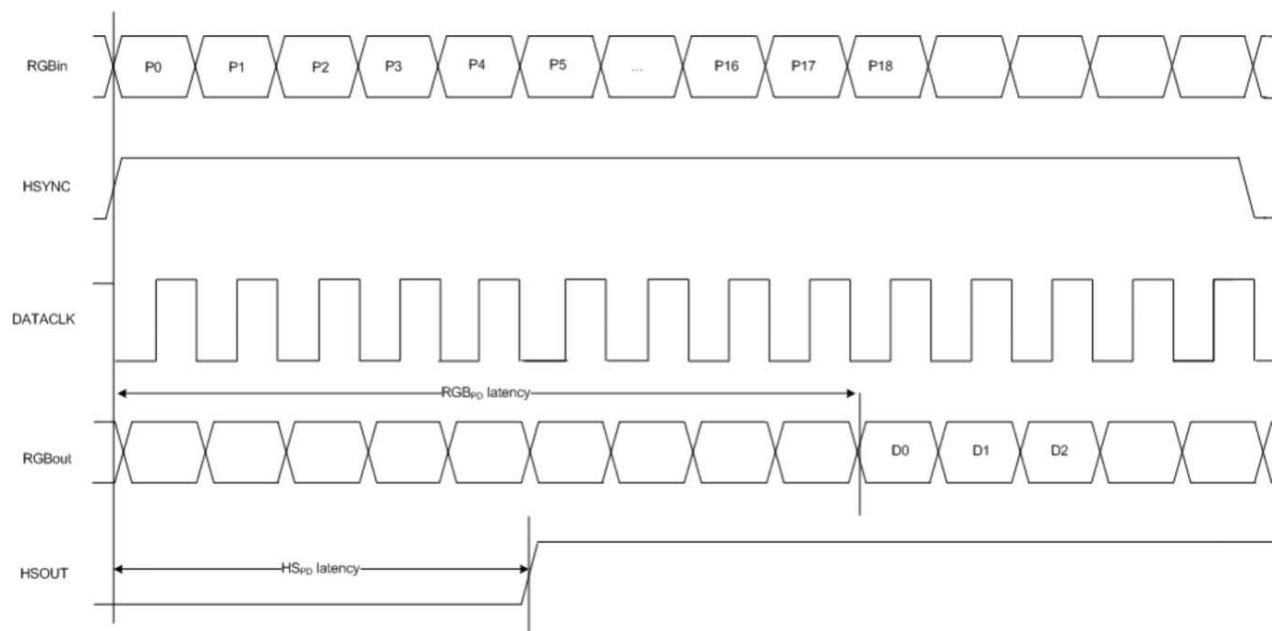 RGBin P0 P1 P2 P3 P4 P5 ... P16 P17 P18
HSYNC
DATACLK
RGBPD latency
RGBout D0 D1 D2
HSOUT HSPD latency